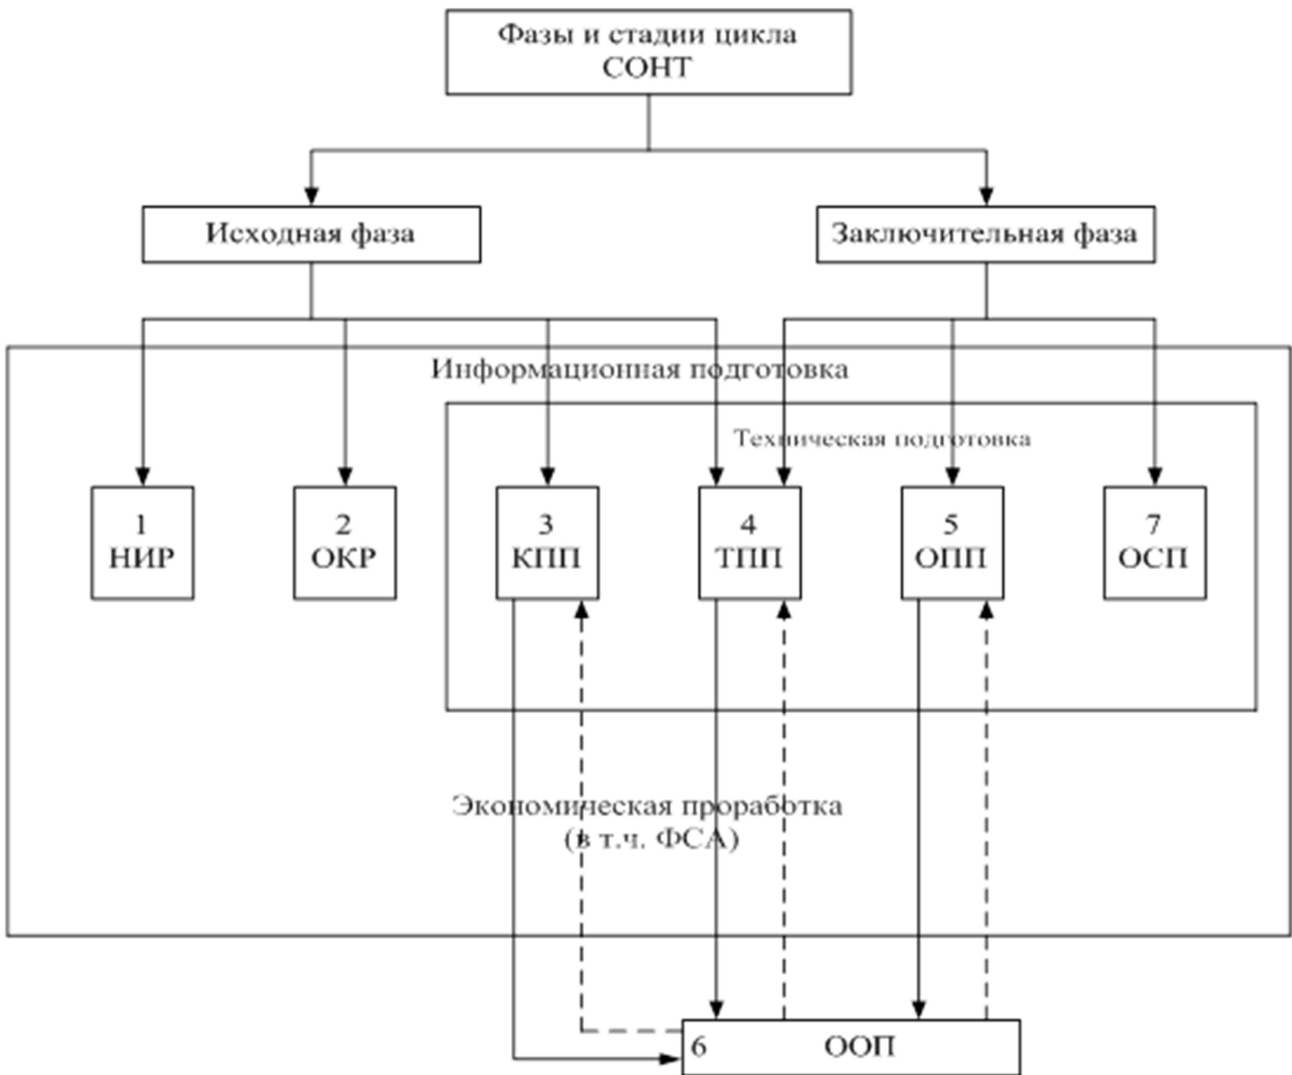 Фазы и стадии цикла
СОНТ
Исходная фаза
Заключительная фаза
Информационная подготовка
Техническая подготовка
1
НИР
2
ОКР
3
КПП
4
ТПП
5
ОПП
7
ОСП
Экономическая проработка
(в т.ч. ФСА)
6 ООП